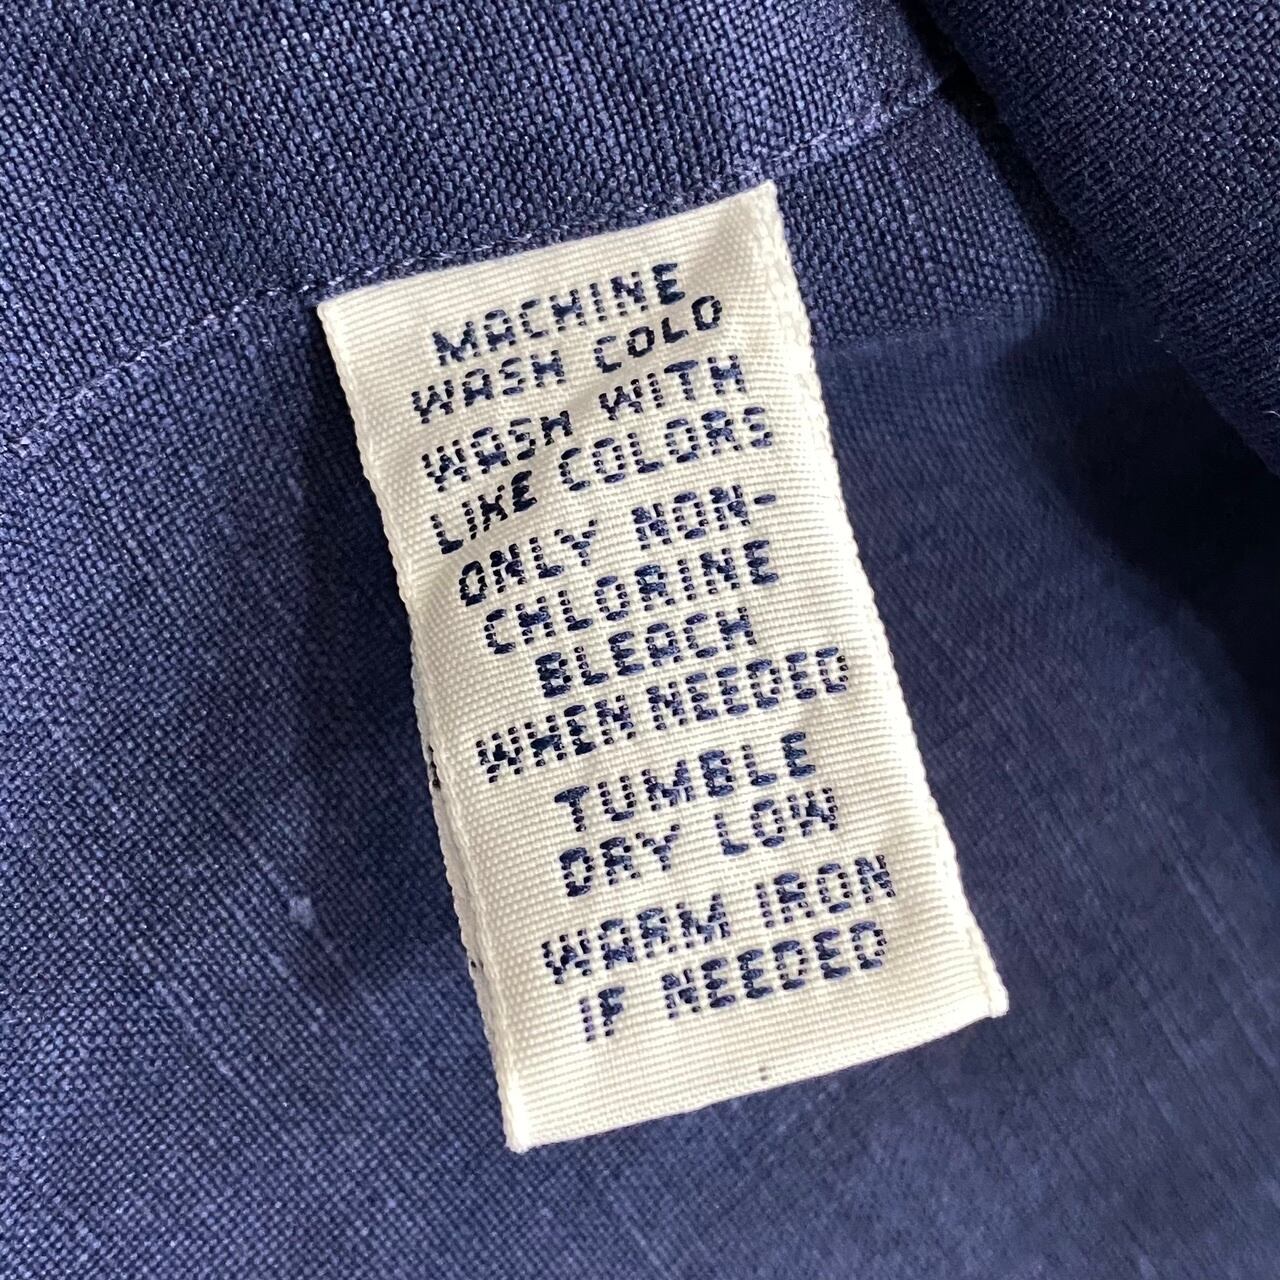 MACHINE
WASH COLD
WASH WITH
LIKE COLORS
ONLY NON-
CHLORINE
BLEACH
WHEN NEEDED
TUMBLE
DRY LOW
WARM IRON
IF NEEDED